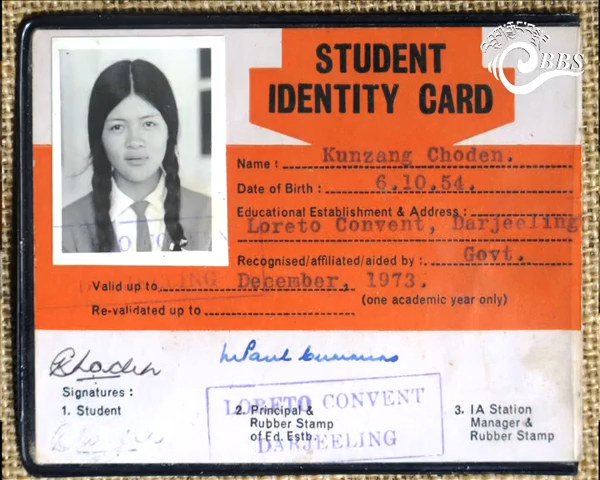 BBS
STUDENT
IDENTITY CARD
Name : Kunzang Choden.
Date of Birth : 6.10.54.
Educational Establishment & Address :
Loreto Convent, Darjeeling
Recognised/affiliated/aided by : Govt.
Valid up to December, 1973.
(one academic year only)
Re-validated up to
KChoden
Signatures :
1. Student
2. Principal &
Rubber Stamp
of Ed. Estb.
3. IA Station
Manager &
Rubber Stamp
LORETO CONVENT
DARJEELING